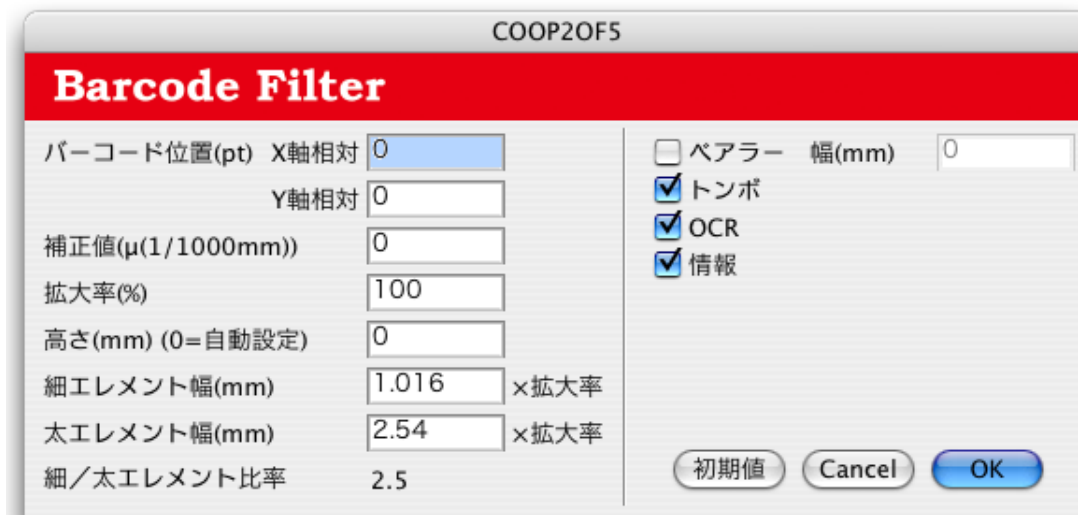 COOP2OF5
Barcode Filter
バーコード位置(pt) X軸相対 0
Y軸相対 0
補正値(μ(1/1000mm)) 0
拡大率(%) 100
高さ(mm) (0=自動設定) 0
細エレメント幅(mm) 1.016 ×拡大率
太エレメント幅(mm) 2.54 ×拡大率
細／太エレメント比率 2.5
ベアラー 幅(mm) 0
トンボ
OCR
情報
初期値 Cancel OK